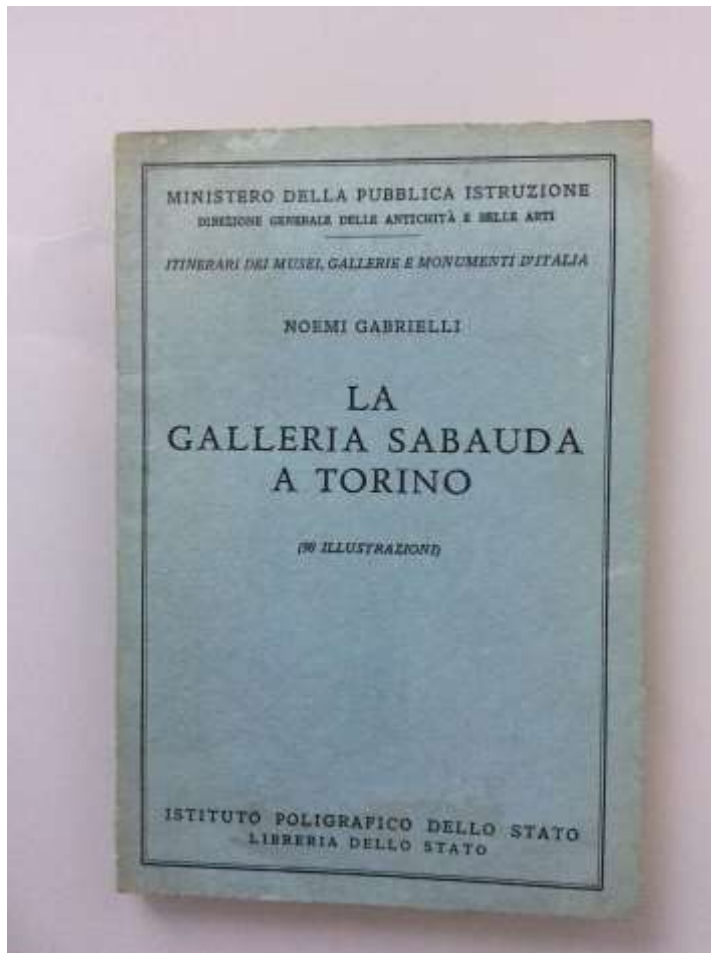 MINISTERO DELLA PUBBLICA ISTRUZIONE
DIREZIONE GENERALE DELLE ANTICHITÀ E BELLE ARTI
ITINERARI DEI MUSEI, GALLERIE E MONUMENTI D'ITALIA
NOEMI GABRIELLI
LA
GALLERIA SABAUDA
A TORINO
ILLUSTRAZIONI)
ISTITUTO POLIGRAFICO DELLO STATO
LIBRERIA DELLO STATO